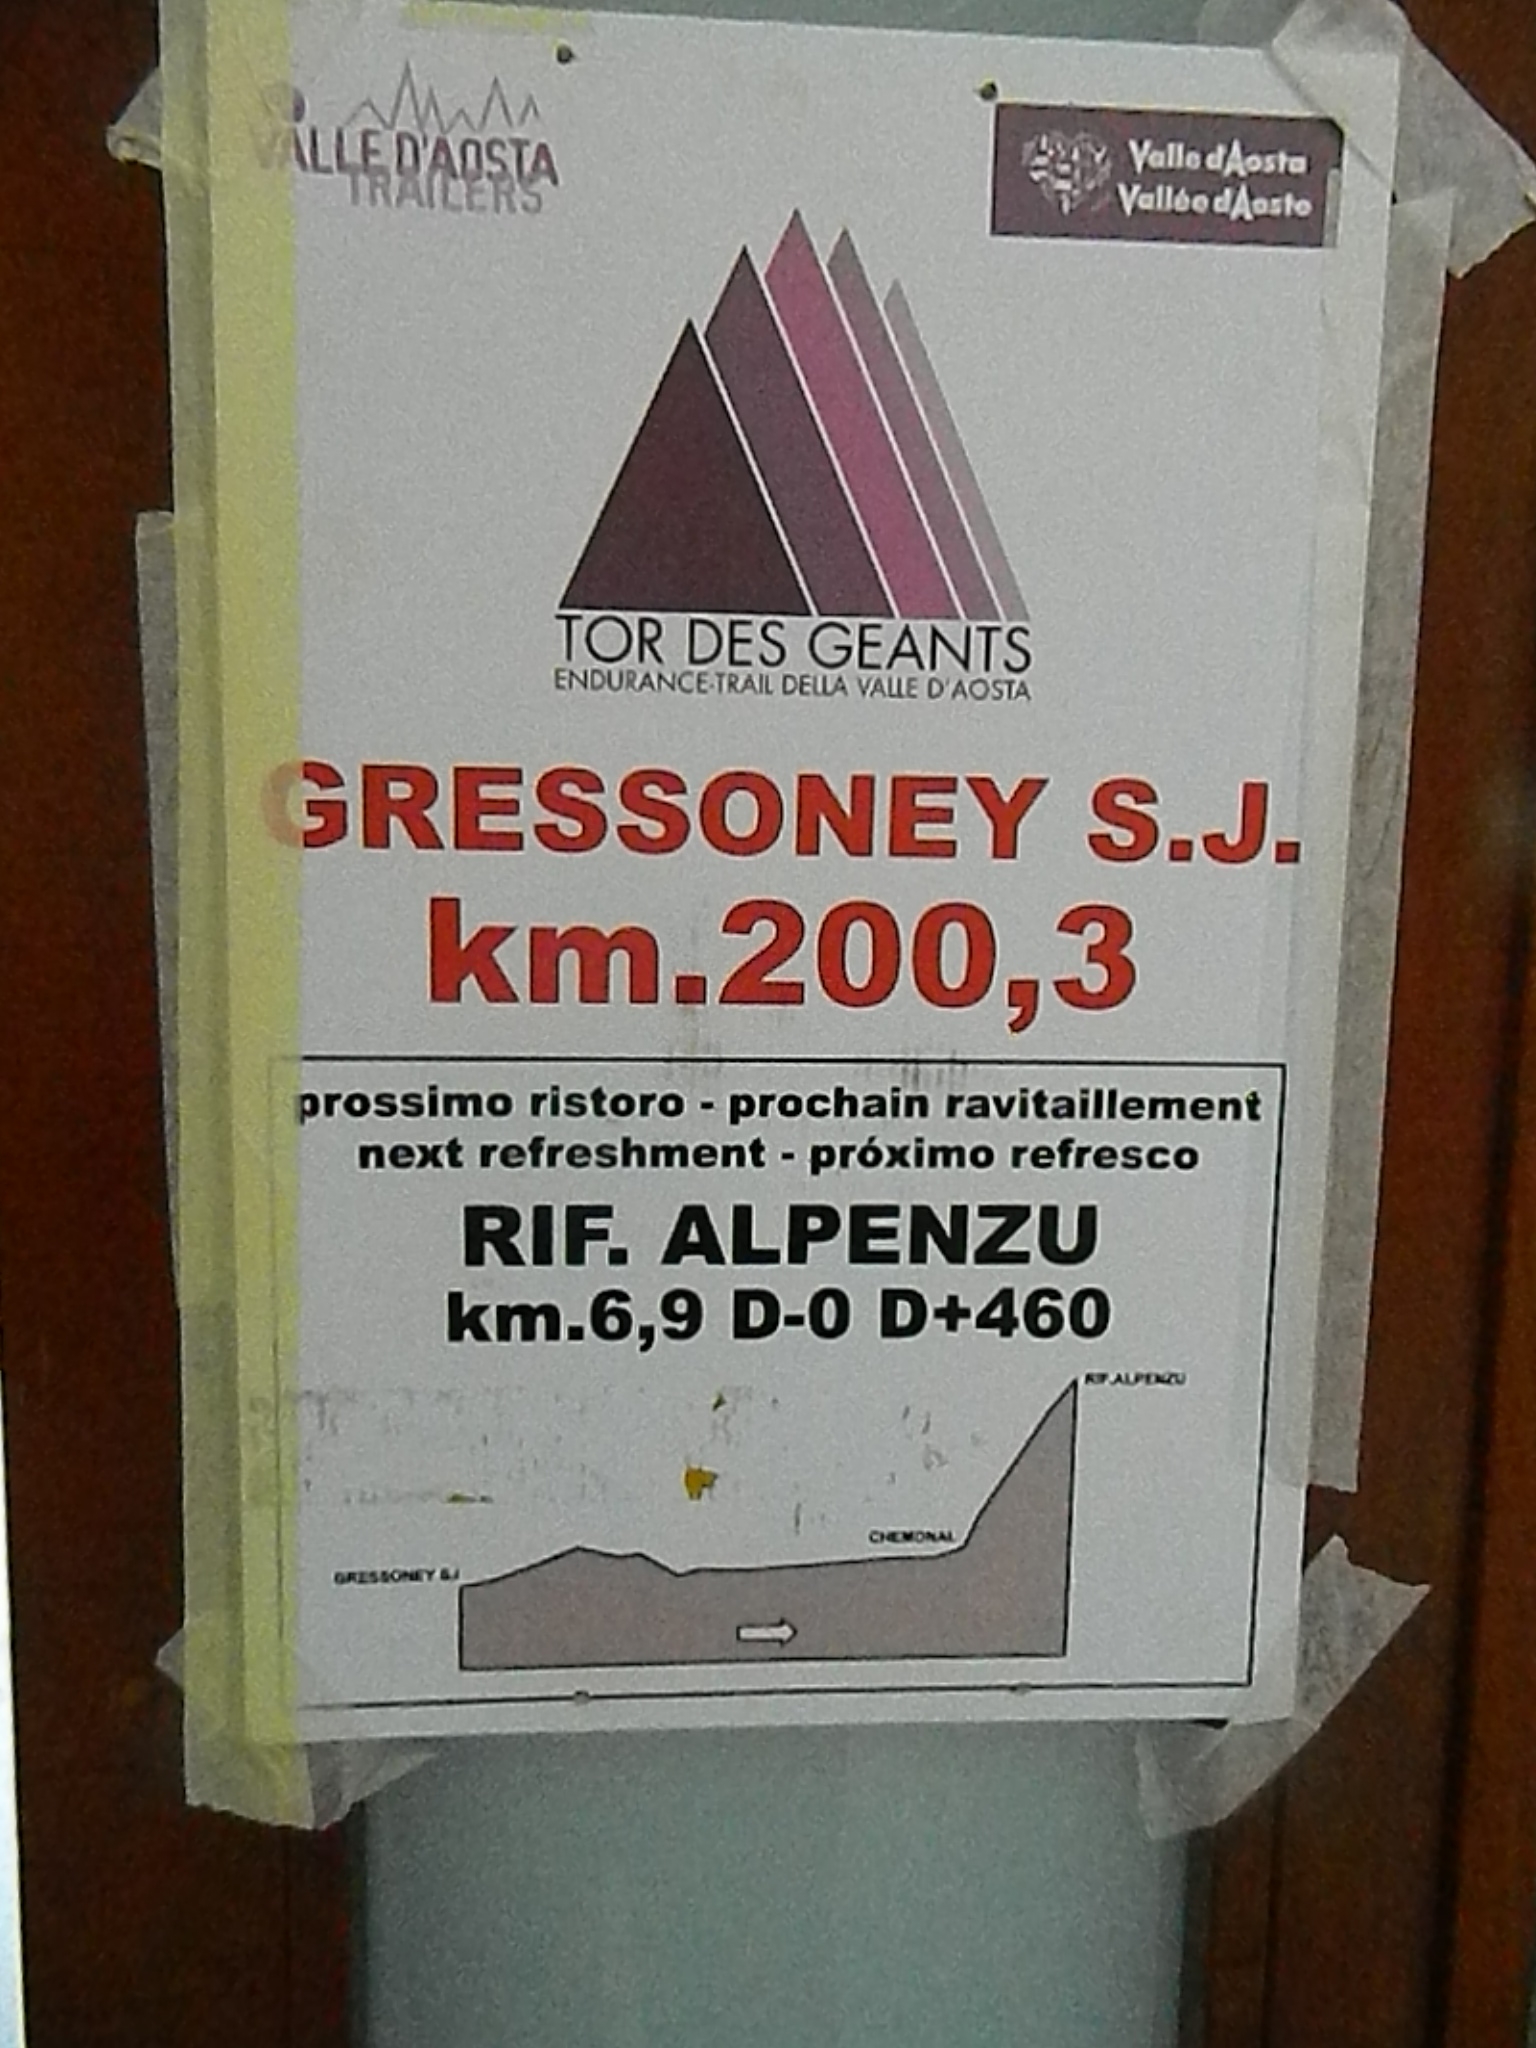 VALLE D'AOSTA
TRAILERS
Valle d'Aosta
Vallée d'Aoste
TOR DES GEANTS
ENDURANCE-TRAIL DELLA VALLE D'AOSTA
GRESSONEY S.J.
km.200,3
prossimo ristoro - prochain ravitaillement
next refreshment - próximo refresco
RIF. ALPENZU
km.6,9 D-0 D+460
RIF.ALPENZU
CHEMONAL
GRESSONEY SJ